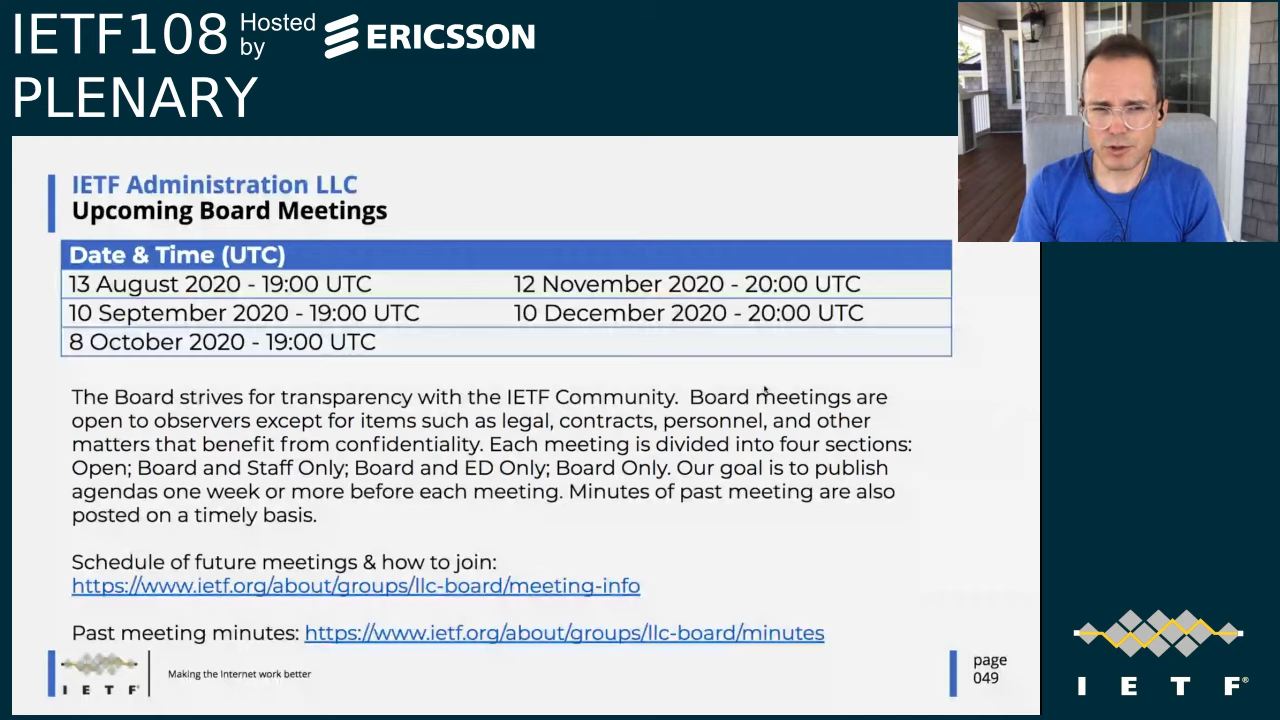 IETF108 Hosted by ERICSSON
PLENARY
IETF Administration LLC
Upcoming Board Meetings
Date & Time (UTC)
13 August 2020 - 19:00 UTC 12 November 2020 - 20:00 UTC
10 September 2020 - 19:00 UTC 10 December 2020 - 20:00 UTC
8 October 2020 - 19:00 UTC
The Board strives for transparency with the IETF Community. Board meetings are
open to observers except for items such as legal, contracts, personnel, and other
matters that benefit from confidentiality. Each meeting is divided into four sections:
Open; Board and Staff Only; Board and ED Only; Board Only. Our goal is to publish
agendas one week or more before each meeting. Minutes of past meeting are also
posted on a timely basis.
Schedule of future meetings & how to join:
https://www.ietf.org/about/groups/llc-board/meeting-info
Past meeting minutes: https://www.ietf.org/about/groups/llc-board/minutes
I E T F
Making the Internet work better
page
049
I E T F®